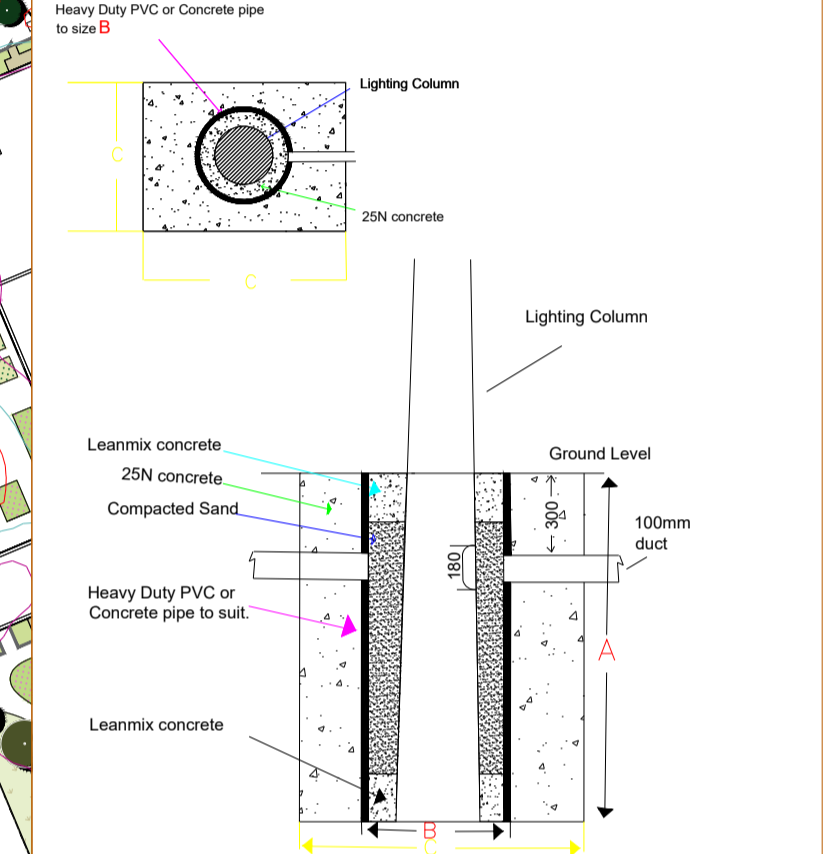 Heavy Duty PVC or Concrete pipe
to size B
Lighting Column
C
25N concrete
C
Lighting Column
Leanmix concrete
Ground Level
25N concrete
Compacted Sand
300
100mm
duct
180
Heavy Duty PVC or
Concrete pipe to suit.
A
Leanmix concrete
B
C